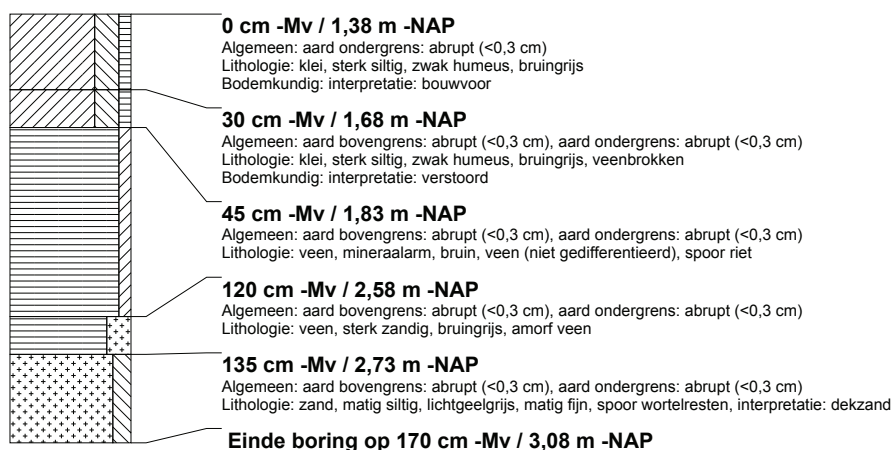 0 cm -Mv / 1,38 m -NAP
Algemeen: aard ondergrens: abrupt (<0,3 cm)
Lithologie: klei, sterk siltig, zwak humeus, bruingrijs
Bodemkundig: interpretatie: bouwvoor
30 cm -Mv / 1,68 m -NAP
Algemeen: aard bovengrens: abrupt (<0,3 cm), aard ondergrens: abrupt (<0,3 cm)
Lithologie: klei, sterk siltig, zwak humeus, bruingrijs, veenbrokken
Bodemkundig: interpretatie: verstoord
45 cm -Mv / 1,83 m -NAP
Algemeen: aard bovengrens: abrupt (<0,3 cm), aard ondergrens: abrupt (<0,3 cm)
Lithologie: veen, mineraalarm, bruin, veen (niet gedifferentieerd), spoor riet
120 cm -Mv / 2,58 m -NAP
Algemeen: aard bovengrens: abrupt (<0,3 cm), aard ondergrens: abrupt (<0,3 cm)
Lithologie: veen, sterk zandig, bruingrijs, amorf veen
135 cm -Mv / 2,73 m -NAP
Algemeen: aard bovengrens: abrupt (<0,3 cm), aard ondergrens: abrupt (<0,3 cm)
Lithologie: zand, matig siltig, lichtgeelgrijs, matig fijn, spoor wortelresten, interpretatie: dekzand
Einde boring op 170 cm -Mv / 3,08 m -NAP